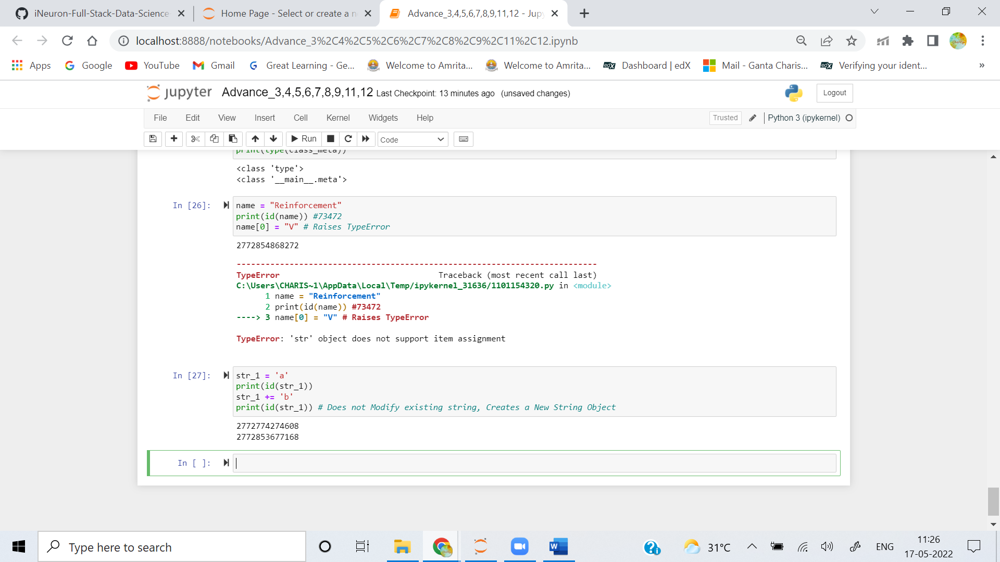 iNeuron-Full-Stack-Data-Science
Home Page - Select or create a n
Advance_3,4,5,6,7,8,9,11,12 - Jupy
localhost:8888/notebooks/Advance_3%2C4%2C5%2C6%2C7%2C8%2C9%2C11%2C12.ipynb
Apps Google YouTube Gmail Great Learning - Ge... Welcome to Amrita... Welcome to Amrita... Dashboard | edX Mail - Ganta Charis... Verifying your ident... »
jupyter Advance_3,4,5,6,7,8,9,11,12 Last Checkpoint: 13 minutes ago (unsaved changes) Logout
File Edit View Insert Cell Kernel Widgets Help Trusted Python 3 (ipykernel)
Run Code
print(type(class_meta))
<class 'type'>
<class '__main__.meta'>
In [26]: name = "Reinforcement"
print(id(name)) #73472
name[0] = "V" # Raises TypeError
2772854868272
---------------------------------------------------------------------------
TypeError Traceback (most recent call last)
C:\Users\CHARIS~1\AppData\Local\Temp/ipykernel_31636/1101154320.py in <module>
1 name = "Reinforcement"
2 print(id(name)) #73472
----> 3 name[0] = "V" # Raises TypeError
TypeError: 'str' object does not support item assignment
In [27]: str_1 = 'a'
print(id(str_1))
str_1 += 'b'
print(id(str_1)) # Does not Modify existing string, Creates a New String Object
2772774274608
2772853677168
In [ ]:
Type here to search
31°C
ENG
11:26
17-05-2022